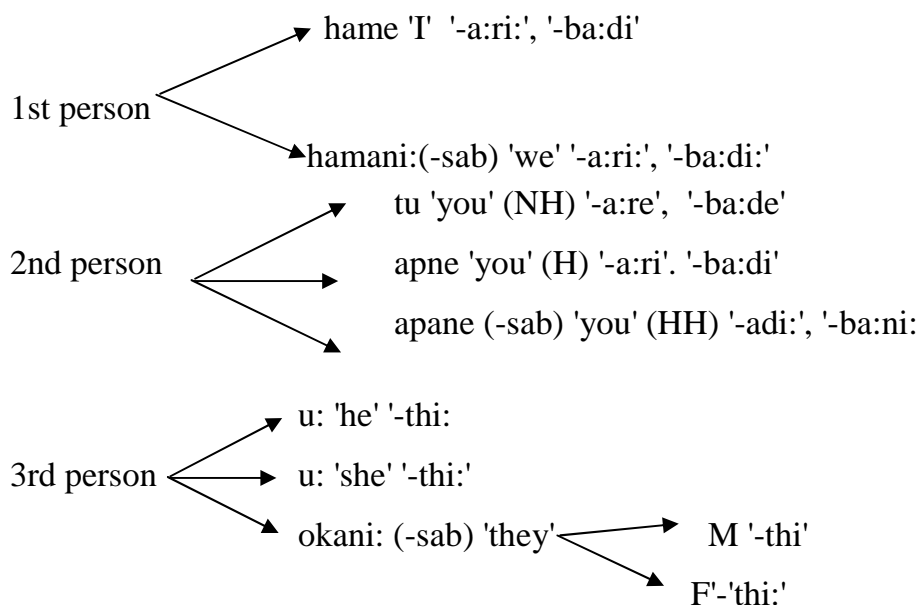 hame 'I' '-a:ri:', '-ba:di'
1st person
hamani:(-sab) 'we' '-a:ri:', '-ba:di:'
tu 'you' (NH) '-a:re', '-ba:de'
2nd person
apne 'you' (H) '-a:ri'. '-ba:di'
apane (-sab) 'you' (HH) '-adi:', '-ba:ni:
u: 'he' '-thi:
3rd person
u: 'she' '-thi:'
okani: (-sab) 'they'
M '-thi'
F'-'thi:'